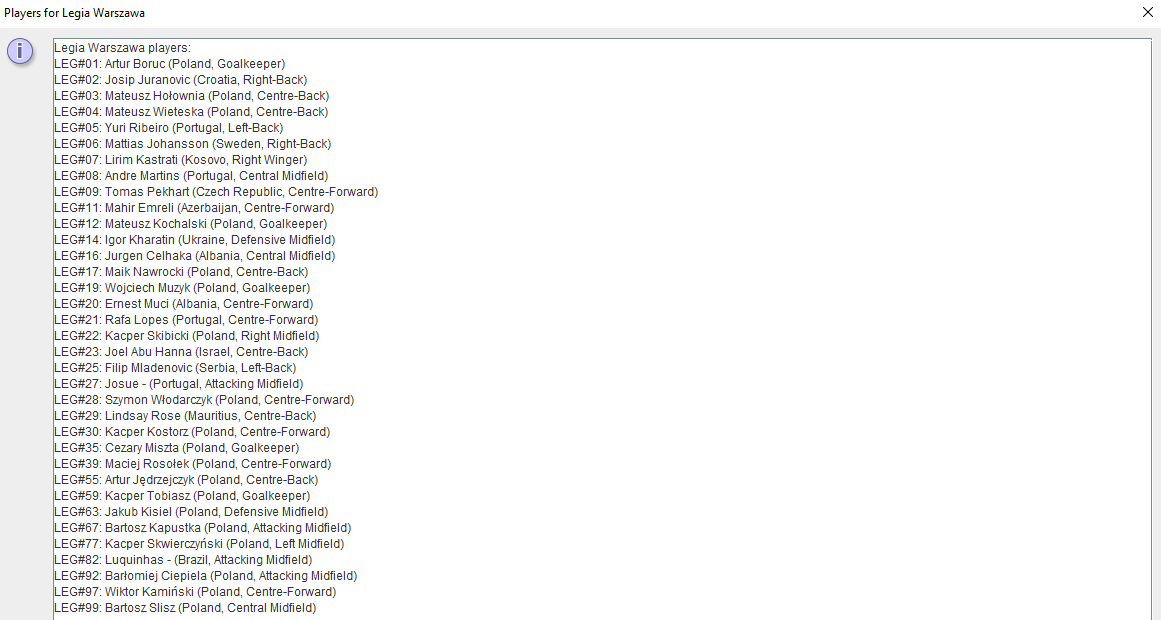 Players for Legia Warszawa
Legia Warszawa players:
LEG#01: Artur Boruc (Poland, Goalkeeper)
LEG#02: Josip Juranovic (Croatia, Right-Back)
LEG#03: Mateusz Hołownia (Poland, Centre-Back)
LEG#04: Mateusz Wieteska (Poland, Centre-Back)
LEG#05: Yuri Ribeiro (Portugal, Left-Back)
LEG#06: Mattias Johansson (Sweden, Right-Back)
LEG#07: Lirim Kastrati (Kosovo, Right Winger)
LEG#08: Andre Martins (Portugal, Central Midfield)
LEG#09: Tomas Pekhart (Czech Republic, Centre-Forward)
LEG#11: Mahir Emreli (Azerbaijan, Centre-Forward)
LEG#12: Mateusz Kochalski (Poland, Goalkeeper)
LEG#14: Igor Kharatin (Ukraine, Defensive Midfield)
LEG#16: Jurgen Celhaka (Albania, Central Midfield)
LEG#17: Maik Nawrocki (Poland, Centre-Back)
LEG#19: Wojciech Muzyk (Poland, Goalkeeper)
LEG#20: Ernest Muci (Albania, Centre-Forward)
LEG#21: Rafa Lopes (Portugal, Centre-Forward)
LEG#22: Kacper Skibicki (Poland, Right Midfield)
LEG#23: Joel Abu Hanna (Israel, Centre-Back)
LEG#25: Filip Mladenovic (Serbia, Left-Back)
LEG#27: Josue - (Portugal, Attacking Midfield)
LEG#28: Szymon Włodarczyk (Poland, Centre-Forward)
LEG#29: Lindsay Rose (Mauritius, Centre-Back)
LEG#30: Kacper Kostorz (Poland, Centre-Forward)
LEG#35: Cezary Miszta (Poland, Goalkeeper)
LEG#39: Maciej Rosołek (Poland, Centre-Forward)
LEG#55: Artur Jędrzejczyk (Poland, Centre-Back)
LEG#59: Kacper Tobiasz (Poland, Goalkeeper)
LEG#63: Jakub Kisiel (Poland, Defensive Midfield)
LEG#67: Bartosz Kapustka (Poland, Attacking Midfield)
LEG#77: Kacper Skwierczyński (Poland, Left Midfield)
LEG#82: Luquinhas - (Brazil, Attacking Midfield)
LEG#92: Barłomiej Ciepiela (Poland, Attacking Midfield)
LEG#97: Wiktor Kamiński (Poland, Centre-Forward)
LEG#99: Bartosz Slisz (Poland, Central Midfield)